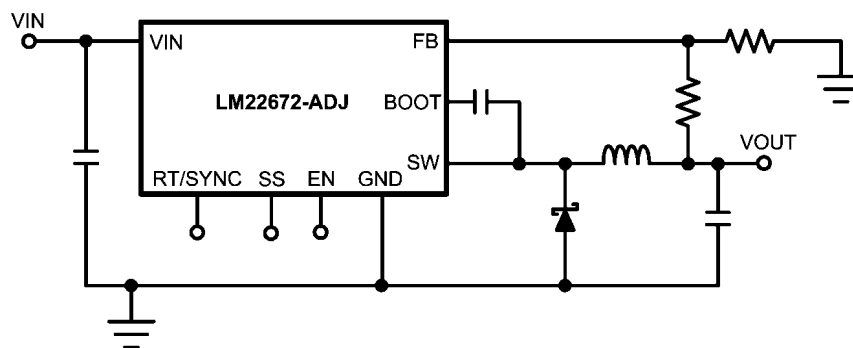 VIN
VIN
FB
LM22672-ADJ
BOOT
SW
VOUT
RT/SYNC SS EN GND